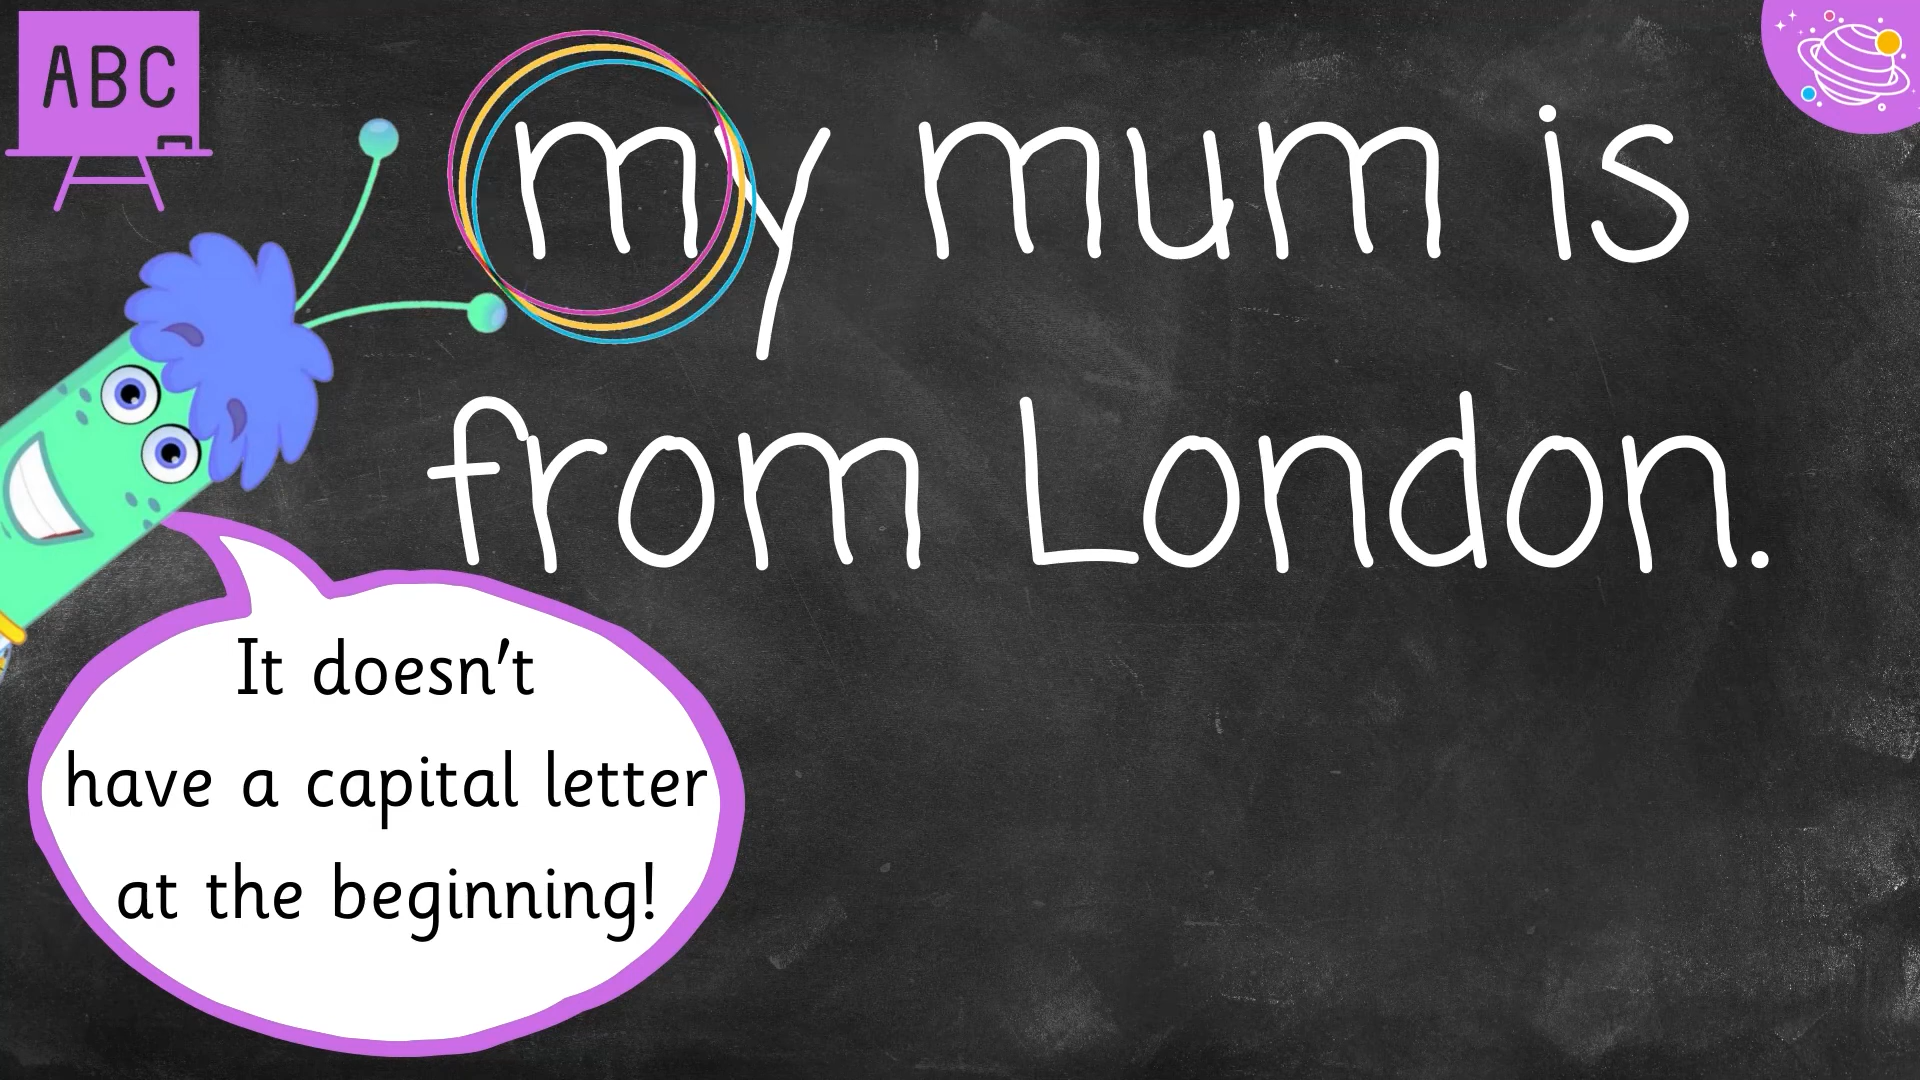 ABC
my mum is
from London.
It doesn't
have a capital letter
at the beginning!